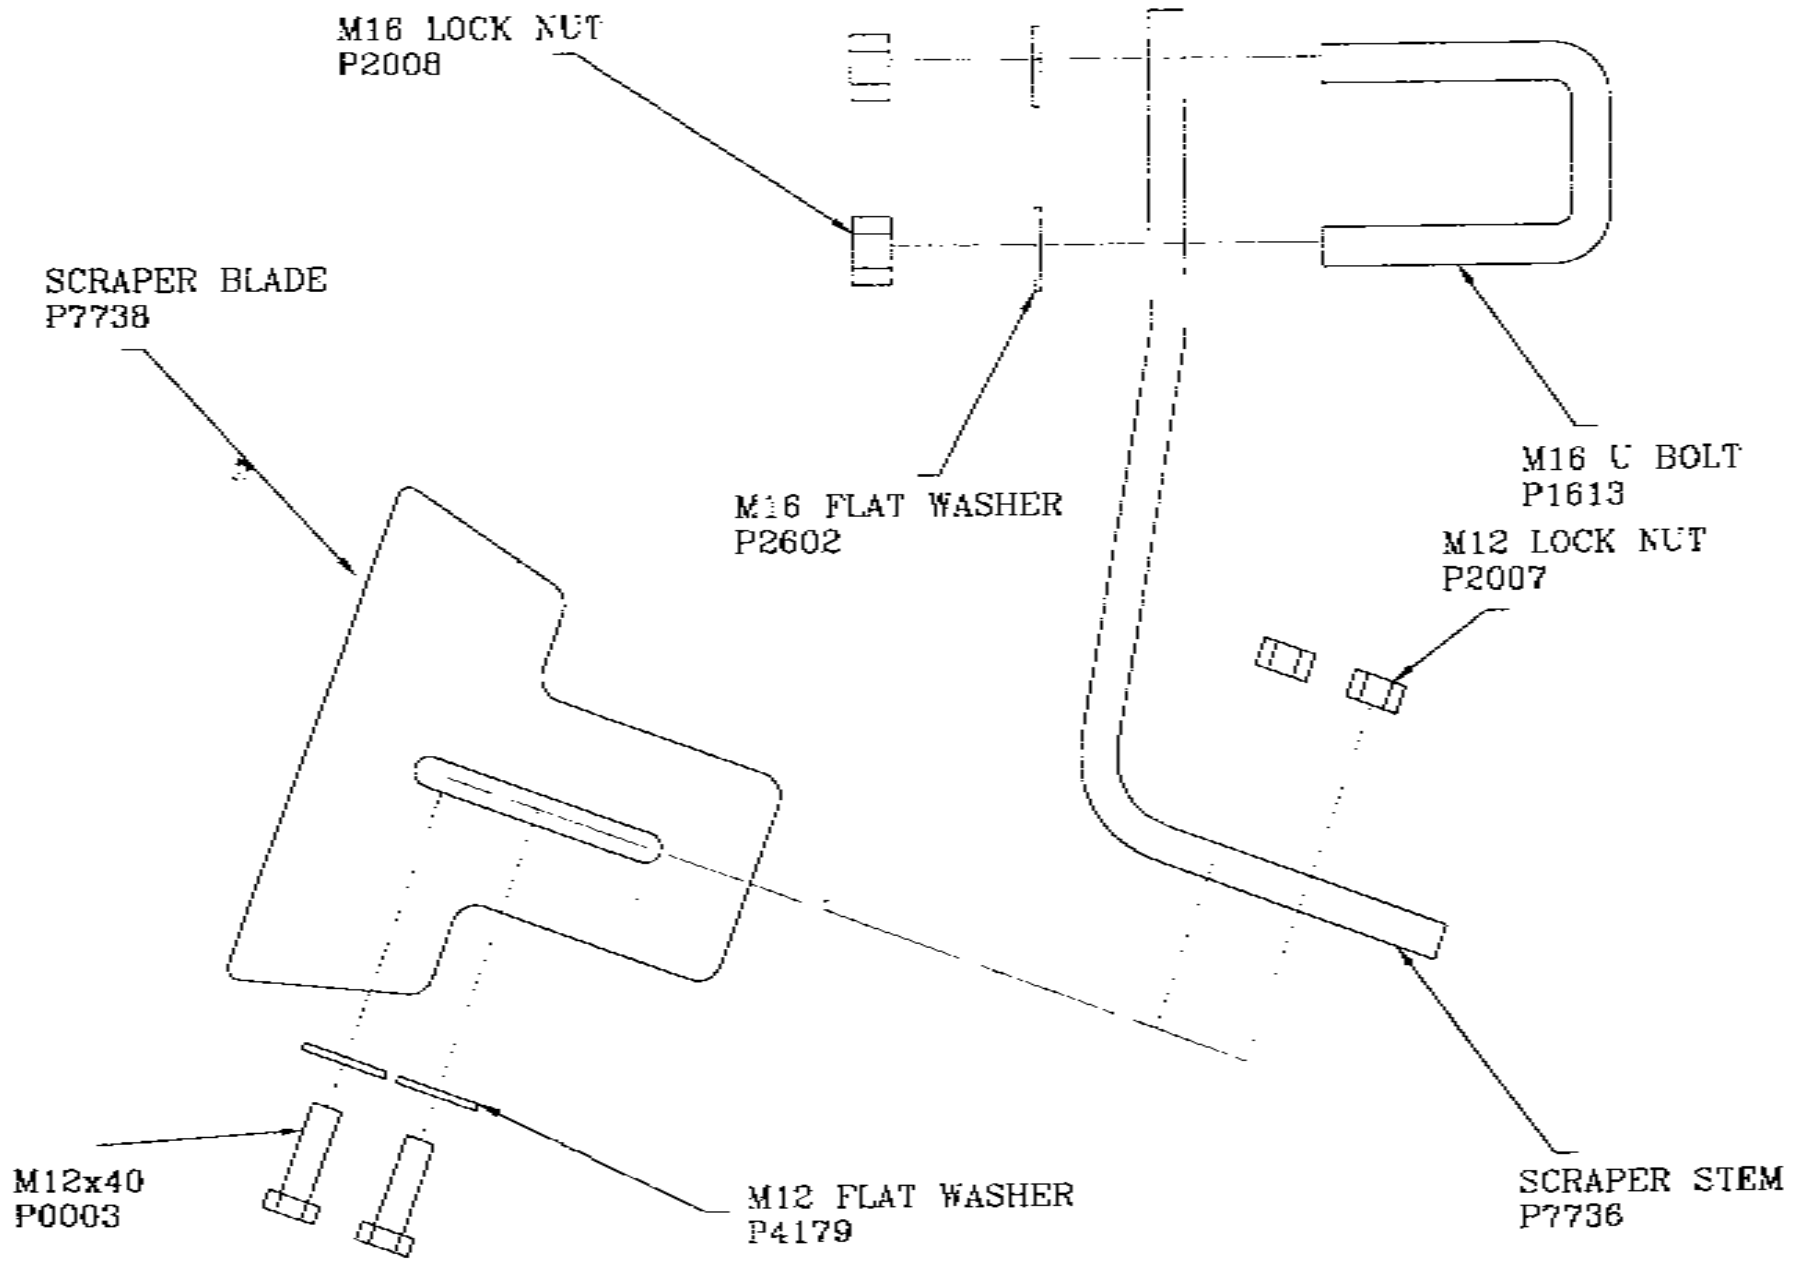 M16 LOCK NUT
P2008
SCRAPER BLADE
P7738
M16 FLAT WASHER
P2602
M16 U BOLT
P1613
M12 LOCK NUT
P2007
M12x40
P0003
M12 FLAT WASHER
P4179
SCRAPER STEM
P7736